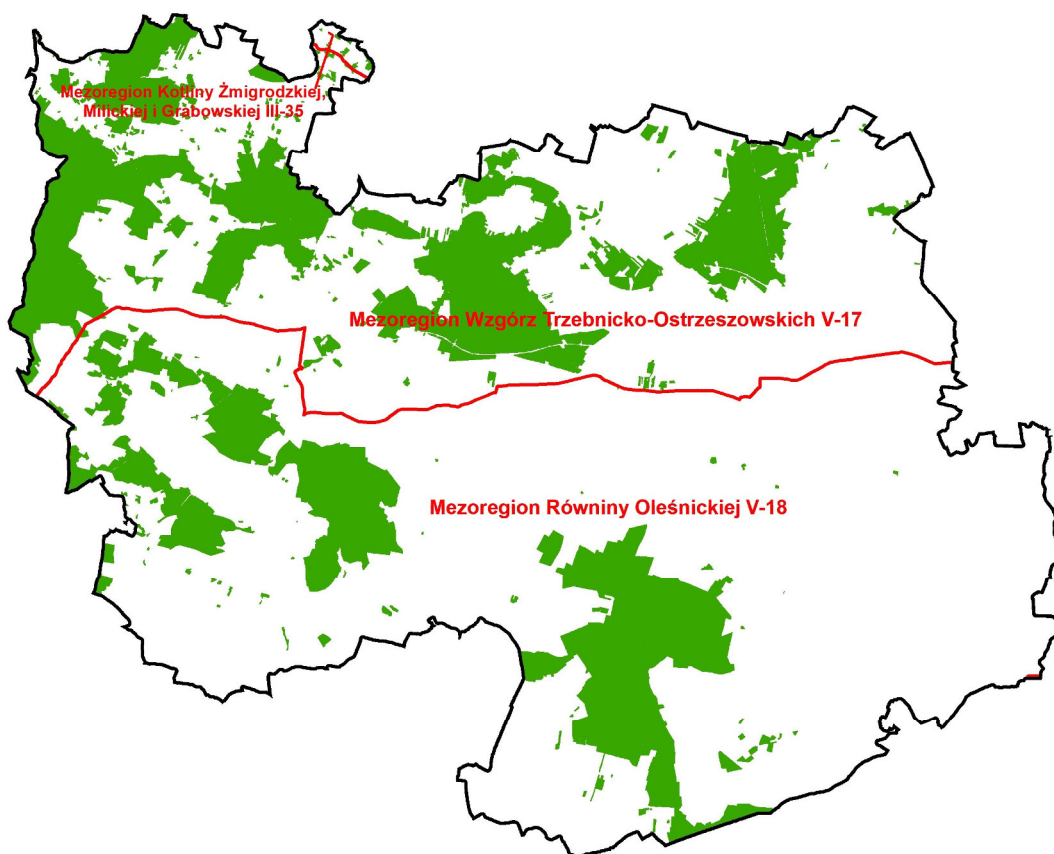 Mezoregion Kotliny Żmigrodzkiej,
Milickiej i Grabowskiej III-35
Mezoregion Wzgórz Trzebnicko-Ostrzeszowskich V-17
Mezoregion Równiny Oleśnickiej V-18